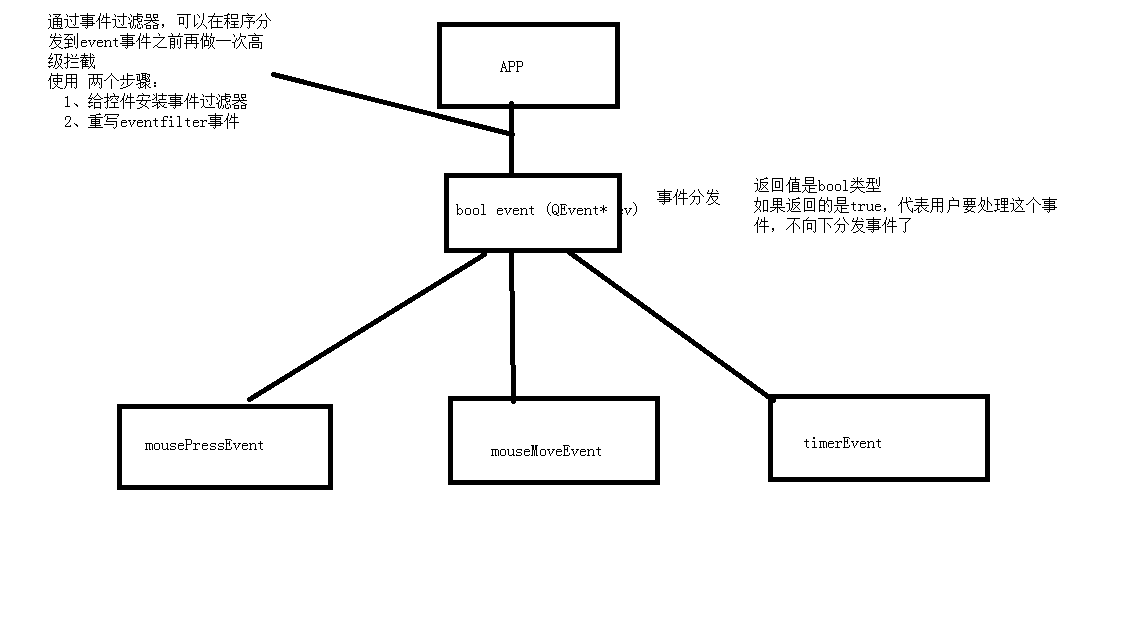 通过事件过滤器，可以在程序分
发到event事件之前再做一次高
级拦截
使用 两个步骤：
1、给控件安装事件过滤器
2、重写eventfilter事件
APP
bool event (QEvent* ev)
事件分发
返回值是bool类型
如果返回的是true，代表用户要处理这个事
件，不向下分发事件了
mousePressEvent
mouseMoveEvent
timerEvent